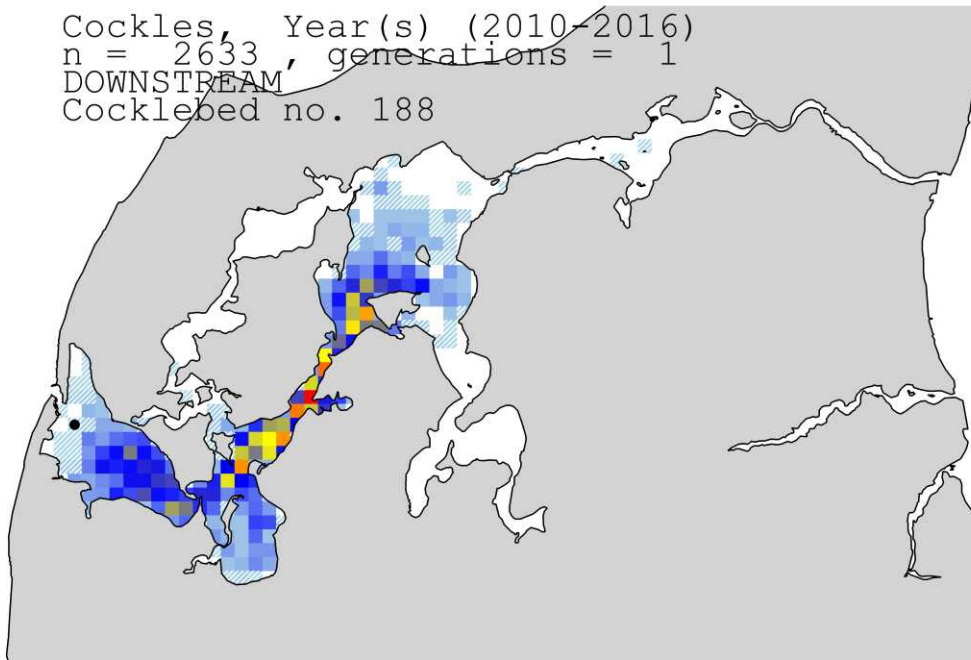 Cockles, Year(s) (2010-2016)
n = 2633 , generations = 1
DOWNSTREAM
Cocklebed no. 188